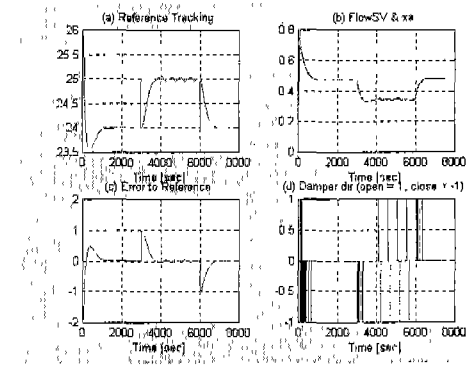 (a) Reference Tracking
(b) FlowSV & xa
26
25.5
25
24.5
24
23.5
0 2000 4000 6000 8000
Time [sec]
0.8
0.6
0.4
0.2
0
0 2000 4000 6000 8000
Time [sec]
(c) Error to Reference
(d) Damper dir (open = 1, close = -1)
2
1
0
-1
-2
0 2000 4000 6000 8000
Time [sec]
1
0.5
0
-0.5
-1
0 2000 4000 6000 8000
Time [sec]